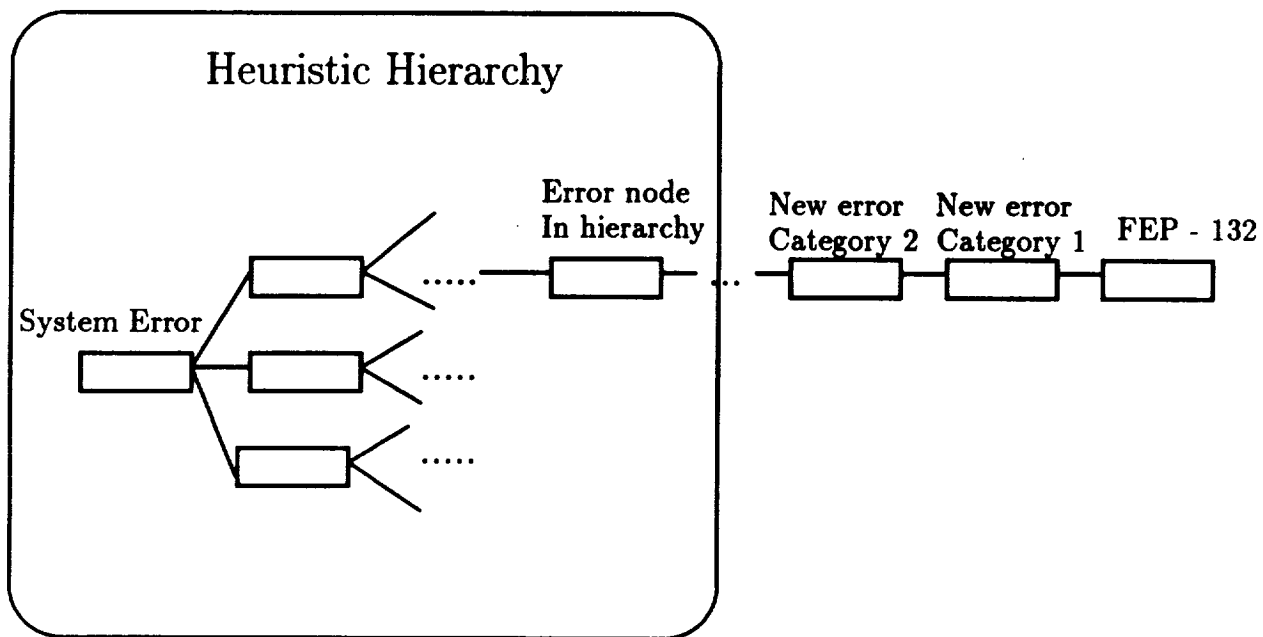 Heuristic Hierarchy
Error node
In hierarchy
New error
Category 2
New error
Category 1
FEP - 132
.....
...
System Error
.....
.....